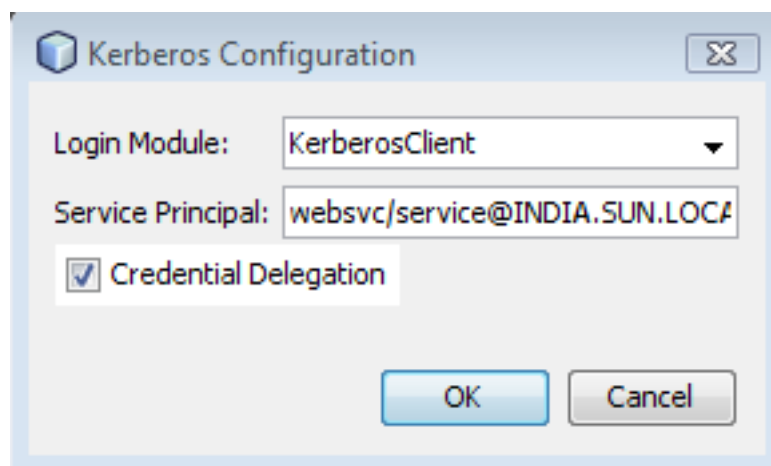 Kerberos Configuration
Login Module: KerberosClient
Service Principal: websvc/service@INDIA.SUN.LOCA
Credential Delegation
OK Cancel